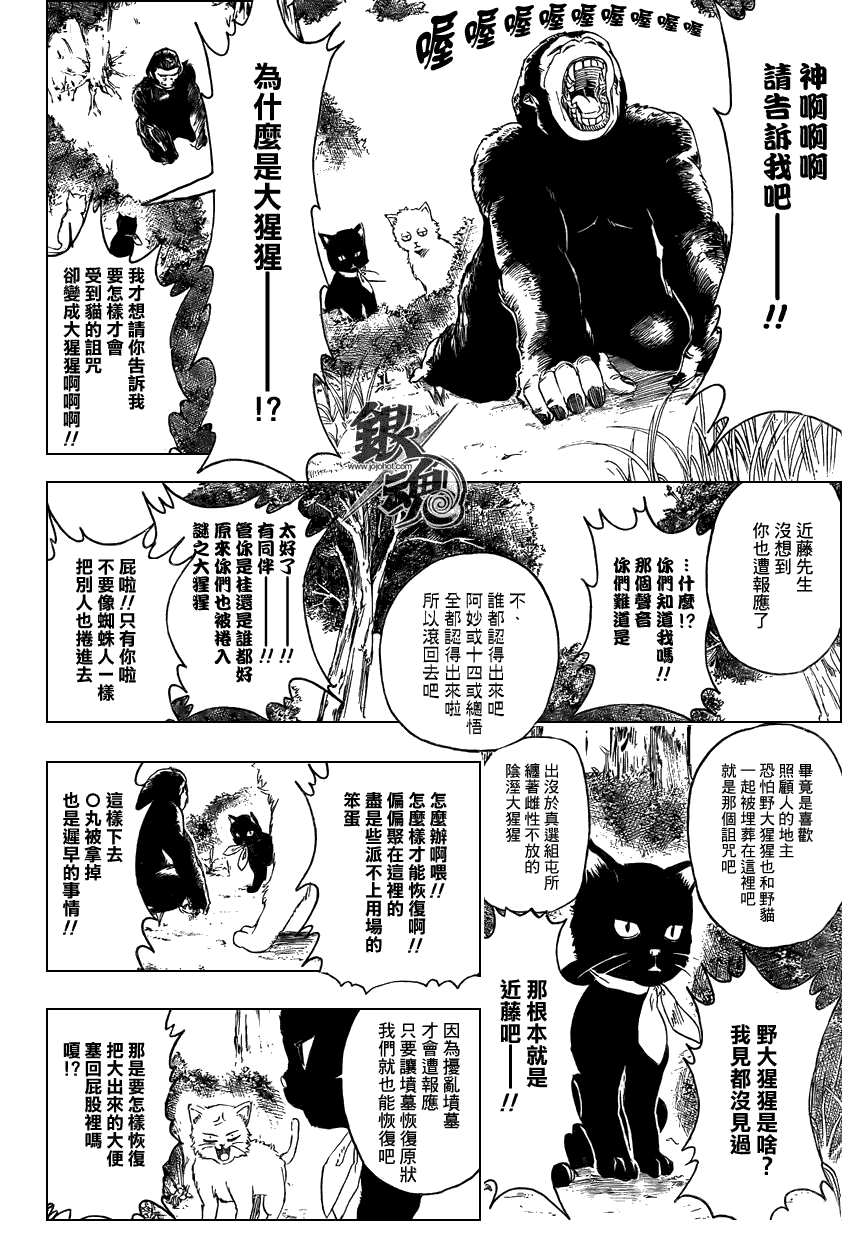 神啊啊啊
請告訴我吧——!!
喔喔喔喔喔喔喔喔喔
為什麼是大猩猩——!?
我才想請你告訴我
要怎樣才會
受到貓的詛咒
卻變成大猩猩啊啊啊!!
銀魂
www.jojohot.com
近藤先生
沒想到
你也遭報應了
…什麼!?
你們知道我嗎!!
那個聲音
你們難道是
不、
誰都認得出來吧
阿妙或十四或總悟
全都認得出來啦
所以滾回去吧
太好了——!!
有同伴——!!
管你是桂還是誰都好
原來你們也被捲入
謎之大猩猩
屁啦!!只有你啦
不要像蜘蛛人一樣
把別人也捲進去
畢竟是喜歡
照顧人的地主
恐怕野大猩猩也和野貓
一起被埋葬在這裡吧
就是那個詛咒吧
出沒於真選組屯所
纏著雌性不放的
陰溼大猩猩
野大猩猩是啥?
我見都沒見過
那根本就是
近藤吧——!!
怎麼辦啊喂!!
怎麼樣才能恢復啊!!
偏偏聚在這裡的
盡是些派不上用場的
笨蛋
這樣下去
〇丸被拿掉
也是遲早的事情!!
因為擾亂墳墓
才會遭報應
只要讓墳墓恢復原狀
我們就也能恢復吧
那是要怎樣恢復
把大出來的大便
塞回屁股裡嗎
嗄!?